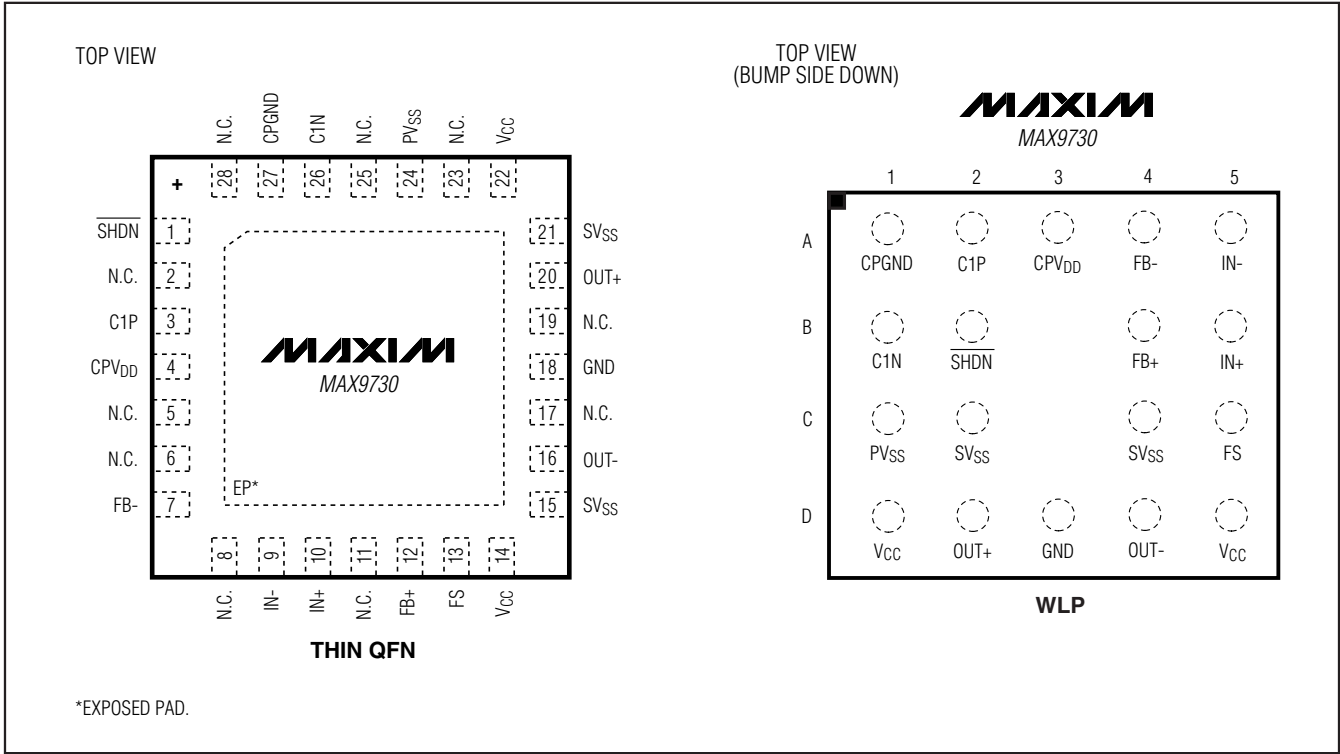 TOP VIEW
N.C. CPGND C1N N.C. PVSS N.C. VCC
+ 28 27 26 25 24 23 22
SHDN 1 21 SVSS
N.C. 2 20 OUT+
C1P 3 19 N.C.
CPVDD 4 18 GND
N.C. 5 17 N.C.
N.C. 6 16 OUT-
FB- 7 15 SVSS
MAXIM
MAX9730
EP*
8 9 10 11 12 13 14
N.C. IN- IN+ N.C. FB+ FS VCC
THIN QFN
*EXPOSED PAD.
TOP VIEW
(BUMP SIDE DOWN)
MAXIM
MAX9730
1 2 3 4 5
A
CPGND C1P CPVDD FB- IN-
B
C1N SHDN FB+ IN+
C
PVSS SVSS SVSS FS
D
VCC OUT+ GND OUT- VCC
WLP